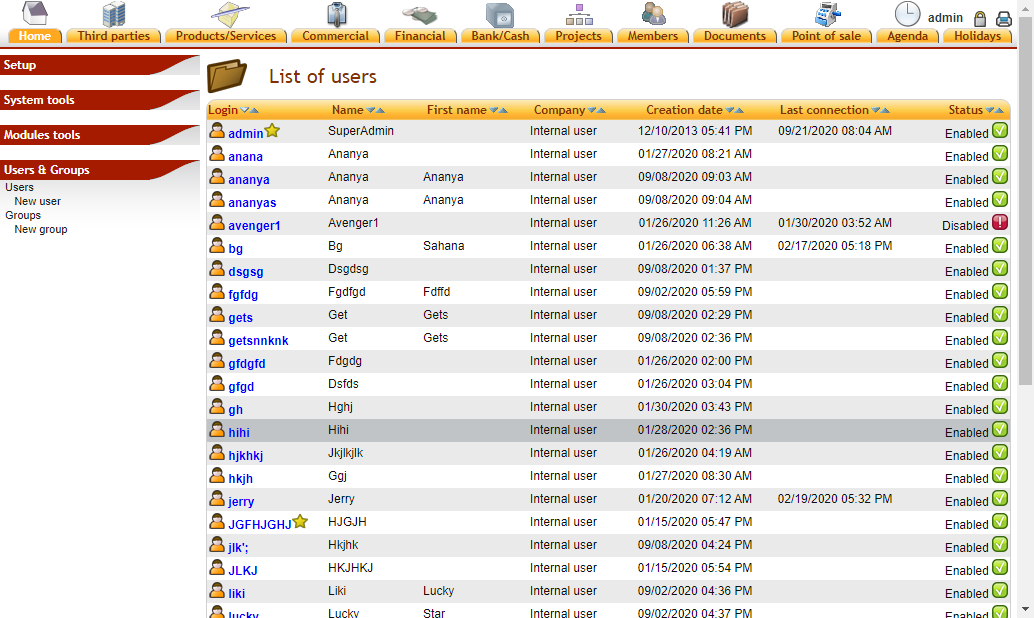 Home Third parties Products/Services Commercial Financial Bank/Cash Projects Members Documents Point of sale Agenda Holidays admin
Setup
System tools
Modules tools
Users & Groups
Users
New user
Groups
New group
List of users
Login Name First name Company Creation date Last connection Status
admin SuperAdmin Internal user 12/10/2013 05:41 PM 09/21/2020 08:04 AM Enabled
anana Ananya Internal user 01/27/2020 08:21 AM Enabled
ananya Ananya Ananya Internal user 09/08/2020 09:03 AM Enabled
ananyas Ananya Ananya Internal user 09/08/2020 09:04 AM Enabled
avenger1 Avenger1 Internal user 01/26/2020 11:26 AM 01/30/2020 03:52 AM Disabled
bg Bg Sahana Internal user 01/26/2020 06:38 AM 02/17/2020 05:18 PM Enabled
dsgsg Dsgdsg Internal user 09/08/2020 01:37 PM Enabled
fgfdg Fgdfgd Fdffd Internal user 09/02/2020 05:59 PM Enabled
gets Get Gets Internal user 09/08/2020 02:29 PM Enabled
getsnnknk Get Gets Internal user 09/08/2020 02:36 PM Enabled
gfdgfd Fdgdg Internal user 01/26/2020 02:00 PM Enabled
gfgd Dsfds Internal user 01/26/2020 03:04 PM Enabled
gh Hghj Internal user 01/30/2020 03:43 PM Enabled
hihi Hihi Internal user 01/28/2020 02:36 PM Enabled
hjkhkj Jkjlkjlk Internal user 01/26/2020 04:19 AM Enabled
hkjh Ggj Internal user 01/27/2020 08:30 AM Enabled
jerry Jerry Internal user 01/20/2020 07:12 AM 02/19/2020 05:32 PM Enabled
JGFHJGHJ HJGJH Internal user 01/15/2020 05:47 PM Enabled
jlk'; Hkjhk Internal user 09/08/2020 04:24 PM Enabled
JLKJ HKJHKJ Internal user 01/15/2020 05:54 PM Enabled
liki Liki Lucky Internal user 09/02/2020 04:36 PM Enabled
lucky Lucky Star Internal user 09/02/2020 04:37 PM Enabled